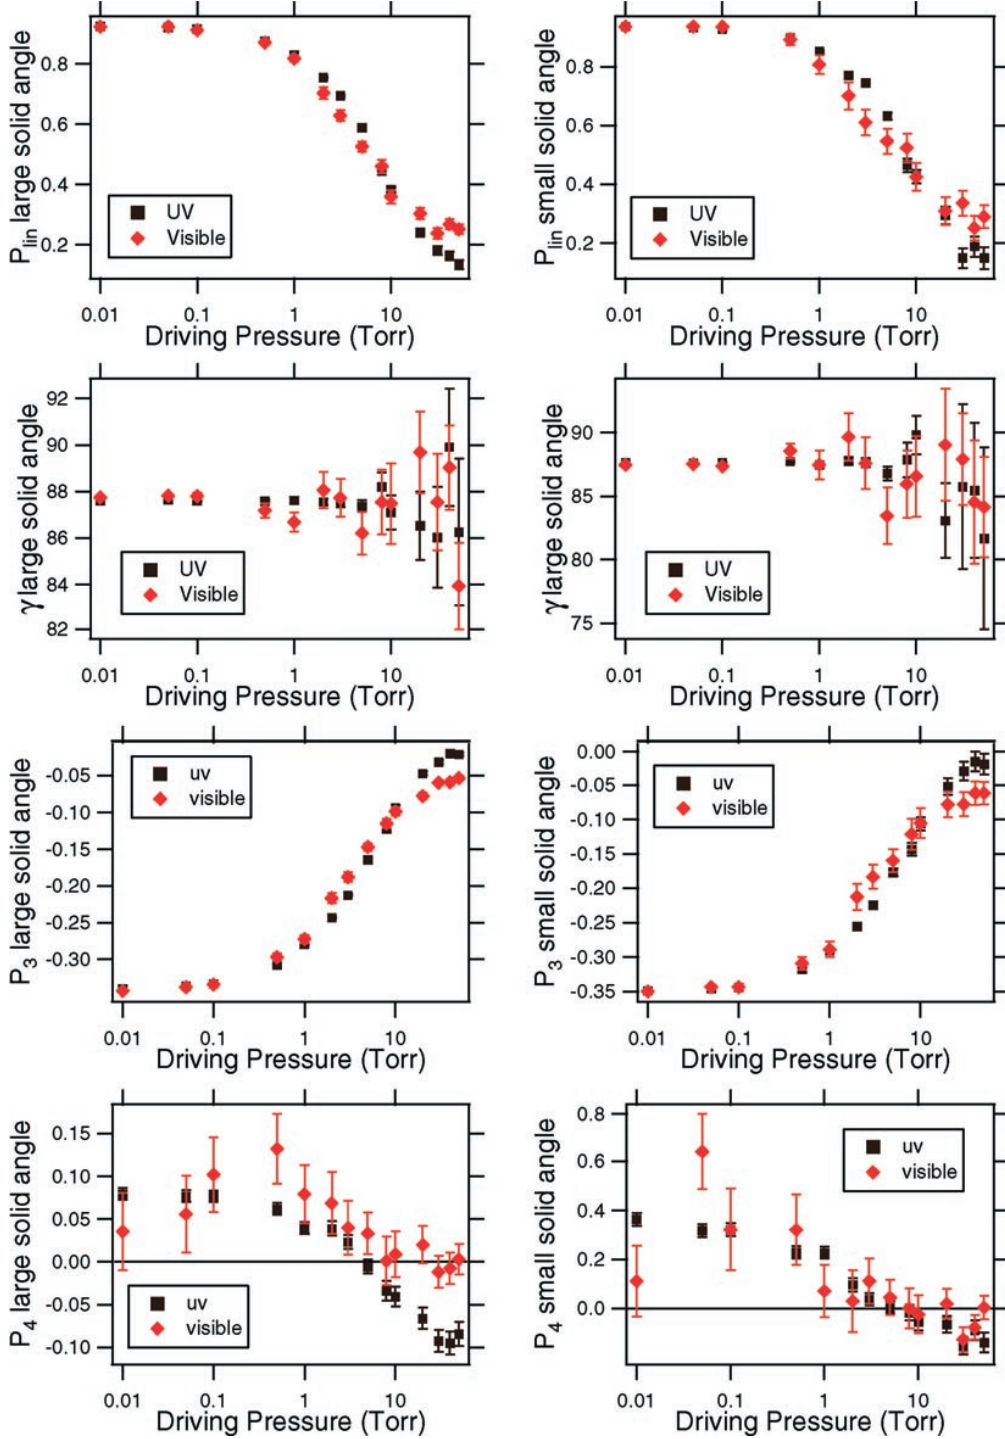 P_lin large solid angle
0.8
0.6
0.4
0.2
UV
Visible
0.01 0.1 1 10
Driving Pressure (Torr)
P_lin small solid angle
0.8
0.6
0.4
0.2
UV
Visible
0.01 0.1 1 10
Driving Pressure (Torr)
γ large solid angle
92
90
88
86
84
82
UV
Visible
0.01 0.1 1 10
Driving Pressure (Torr)
γ large solid angle
90
85
80
75
UV
Visible
0.01 0.1 1 10
Driving Pressure (Torr)
P_3 large solid angle
-0.05
-0.10
-0.15
-0.20
-0.25
-0.30
uv
visible
0.01 0.1 1 10
Driving Pressure (Torr)
P_3 small solid angle
0.00
-0.05
-0.10
-0.15
-0.20
-0.25
-0.30
-0.35
uv
visible
0.01 0.1 1 10
Driving Pressure (Torr)
P_4 large solid angle
0.15
0.10
0.05
0.00
-0.05
-0.10
uv
visible
0.01 0.1 1 10
Driving Pressure (Torr)
P_4 small solid angle
0.8
0.6
0.4
0.2
0.0
uv
visible
0.01 0.1 1 10
Driving Pressure (Torr)